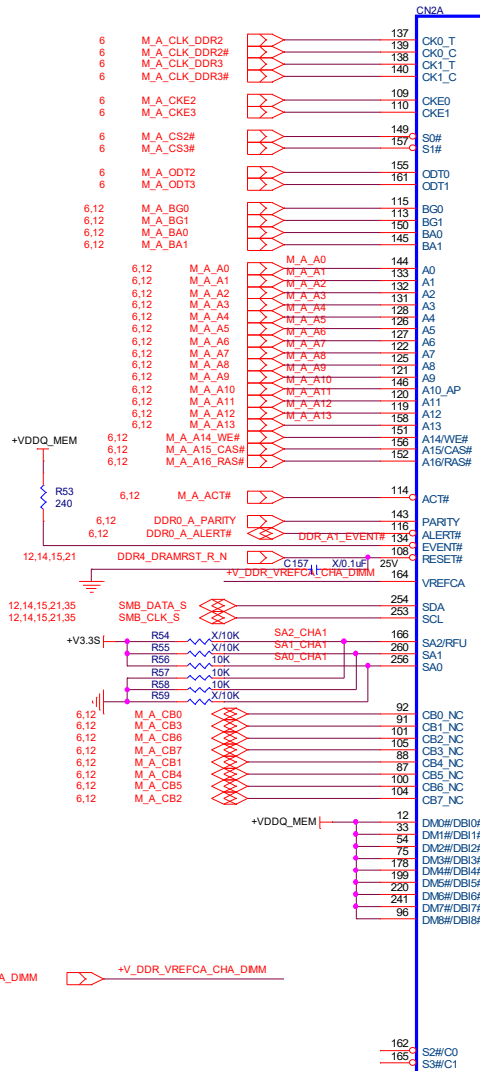 CN2A
6 M_A_CLK_DDR2 137 CK0_T
6 M_A_CLK_DDR2# 139 CK0_C
6 M_A_CLK_DDR3 138 CK1_T
6 M_A_CLK_DDR3# 140 CK1_C
6 M_A_CKE2 109 CKE0
6 M_A_CKE3 110 CKE1
6 M_A_CS2# 149 S0#
6 M_A_CS3# 157 S1#
6 M_A_ODT2 155 ODT0
6 M_A_ODT3 161 ODT1
6,12 M_A_BG0 115 BG0
6,12 M_A_BG1 113 BG1
6,12 M_A_BA0 150 BA0
6,12 M_A_BA1 145 BA1
6,12 M_A_A0 M_A_A0 144 A0
6,12 M_A_A1 M_A_A1 133 A1
6,12 M_A_A2 M_A_A2 132 A2
6,12 M_A_A3 M_A_A3 131 A3
6,12 M_A_A4 M_A_A4 128 A4
6,12 M_A_A5 M_A_A5 126 A5
6,12 M_A_A6 M_A_A6 127 A6
6,12 M_A_A7 M_A_A7 122 A7
6,12 M_A_A8 M_A_A8 125 A8
6,12 M_A_A9 M_A_A9 121 A9
6,12 M_A_A10 M_A_A10 146 A10_AP
6,12 M_A_A11 M_A_A11 120 A11
6,12 M_A_A12 M_A_A12 119 A12
6,12 M_A_A13 M_A_A13 158 A13
6,12 M_A_A14_WE# 151 A14/WE#
6,12 M_A_A15_CAS# 156 A15/CAS#
6,12 M_A_A16_RAS# 152 A16/RAS#
+VDDQ_MEM
R53
240
6,12 M_A_ACT# 114 ACT#
6,12 DDR0_A_PARITY 143 PARITY
6,12 DDR0_A_ALERT# 116 ALERT#
DDR_A1_EVENT# 134 EVENT#
12,14,15,21 DDR4_DRAMRST_R_N 108 RESET#
C157 X/0.1uF 25V
+V_DDR_VREFCA_CHA_DIMM 164 VREFCA
12,14,15,21,35 SMB_DATA_S 254 SDA
12,14,15,21,35 SMB_CLK_S 253 SCL
+V3.3S R54 X/10K SA2_CHA1 166 SA2/RFU
R55 X/10K SA1_CHA1 260 SA1
R56 10K SA0_CHA1 256 SA0
R57 10K
R58 10K
R59 X/10K
6,12 M_A_CB0 92 CB0_NC
6,12 M_A_CB3 91 CB1_NC
6,12 M_A_CB6 101 CB2_NC
6,12 M_A_CB7 105 CB3_NC
6,12 M_A_CB1 88 CB4_NC
6,12 M_A_CB4 87 CB5_NC
6,12 M_A_CB5 100 CB6_NC
6,12 M_A_CB2 104 CB7_NC
+VDDQ_MEM 12 DM0#/DBI0#
33 DM1#/DBI1#
54 DM2#/DBI2#
75 DM3#/DBI3#
178 DM4#/DBI4#
199 DM5#/DBI5#
220 DM6#/DBI6#
241 DM7#/DBI7#
96 DM8#/DBI8#
A_DIMM +V_DDR_VREFCA_CHA_DIMM
162 S2#/C0
165 S3#/C1